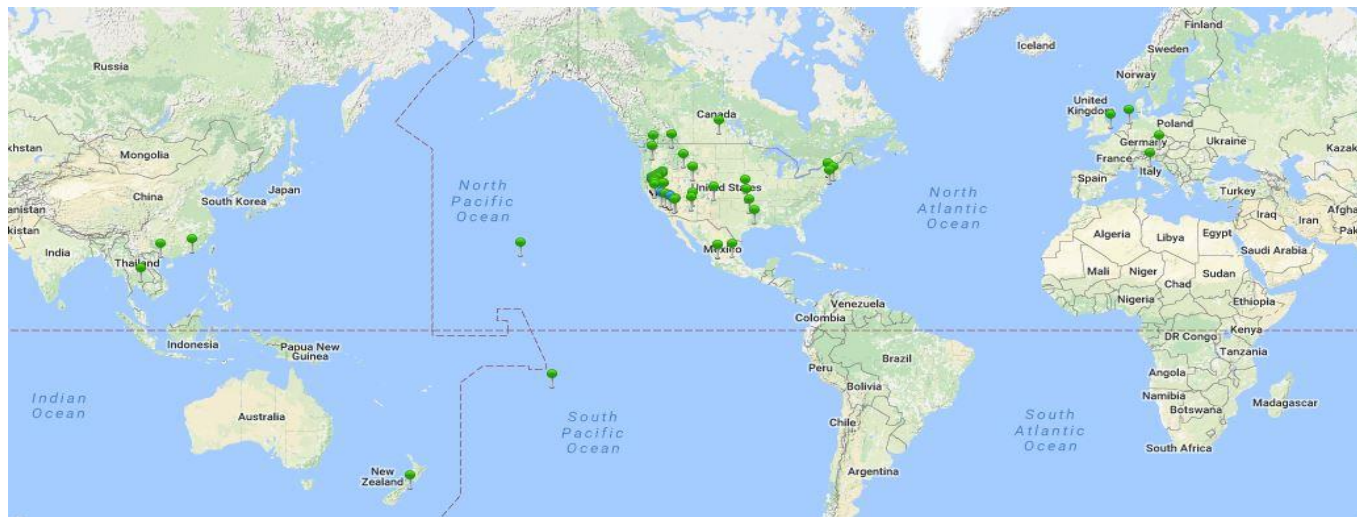 Russia
Canada
Iceland
Finland
Sweden
Norway
United
Kingdom
Poland
Germany
Ukraine
France
Italy
Spain
Turkey
Kazak
khstan
Mongolia
China
Japan
South Korea
anistan
kistan
India
Thailand
North
Pacific
Ocean
United States
Mexico
North
Atlantic
Ocean
Algeria
Libya
Egypt
Iraq
Iran
Afgha
Pak
Saudi Arabia
Mali
Niger
Chad
Sudan
Nigeria
Ethiopia
Venezuela
Colombia
Indonesia
Papua New
Guinea
DR Congo
Kenya
Tanzania
Peru
Brazil
Bolivia
Angola
Namibia
Botswana
Madagascar
Indian
Ocean
Australia
South
Pacific
Ocean
Chile
South
Atlantic
Ocean
South Africa
New
Zealand
Argentina